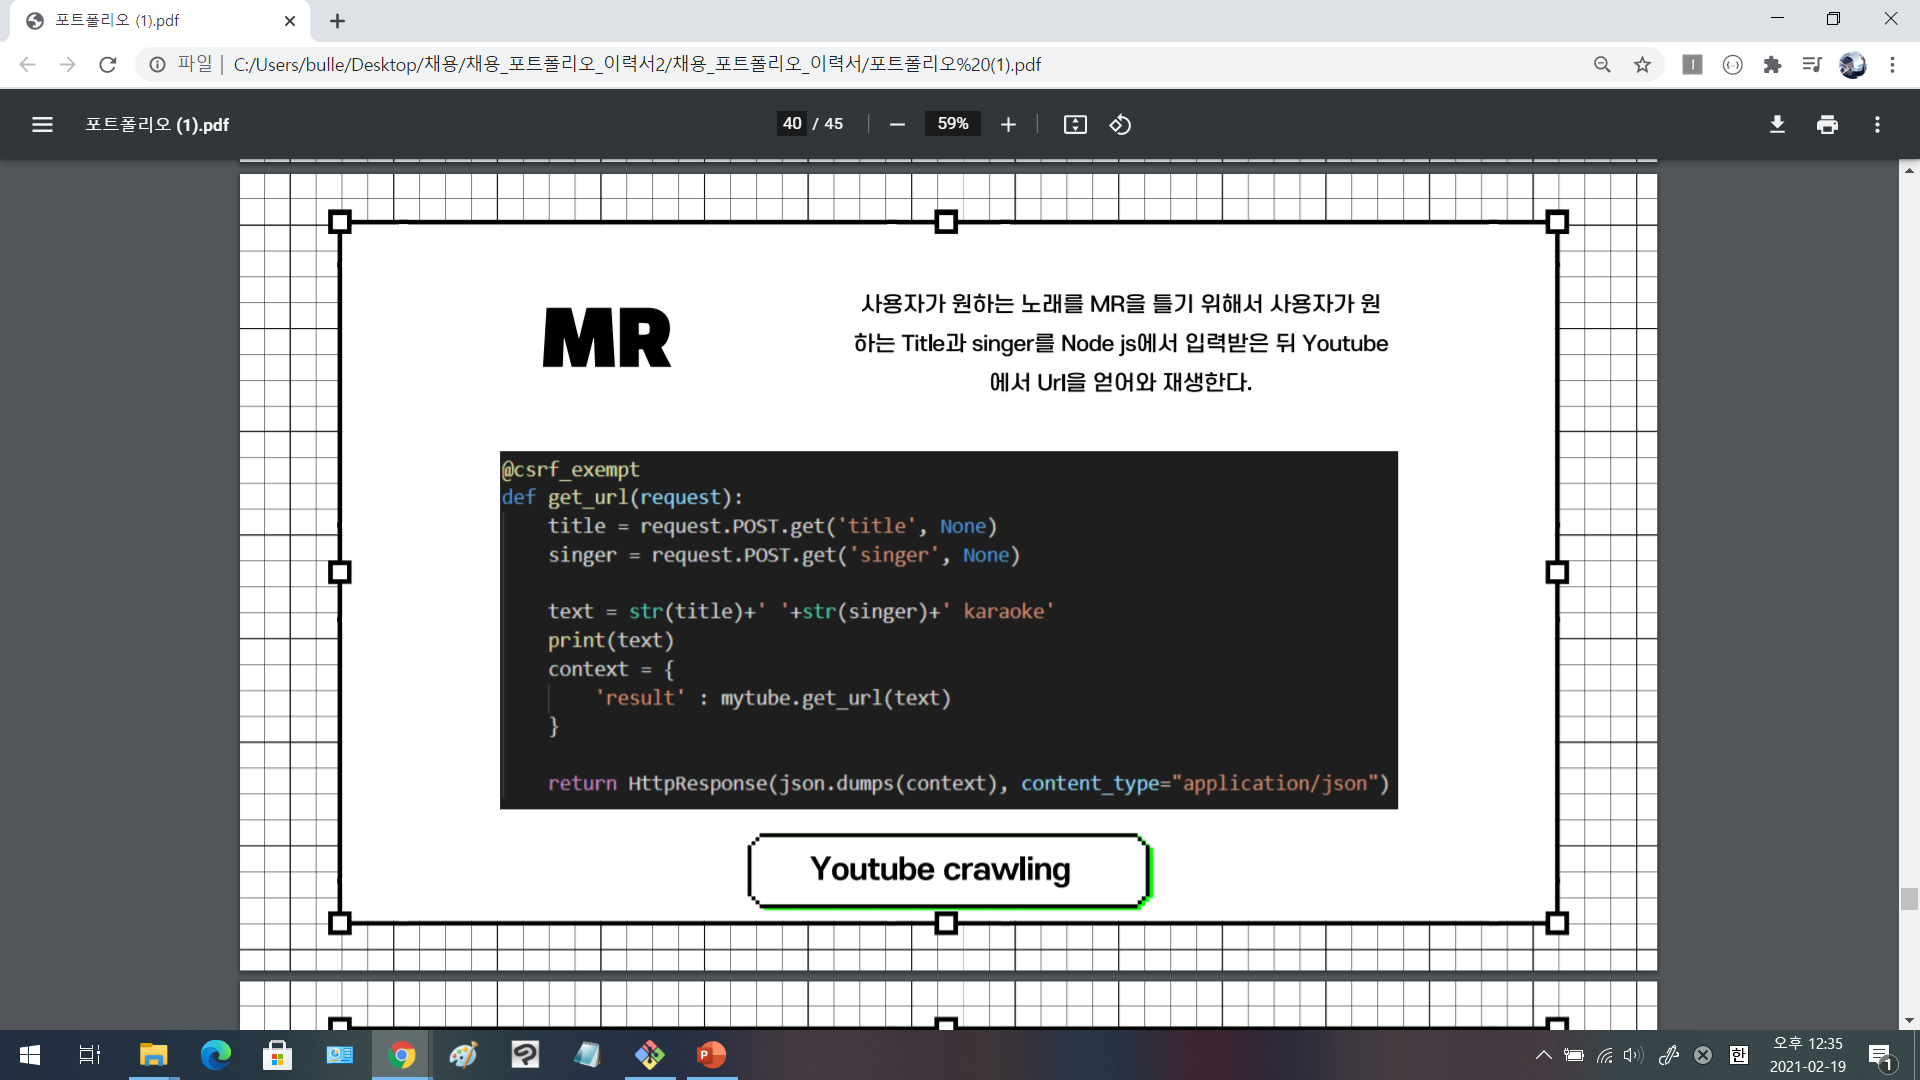 포트폴리오 (1).pdf
파일 | C:/Users/bulle/Desktop/채용/채용_포트폴리오_이력서2/채용_포트폴리오_이력서/포트폴리오%20(1).pdf
포트폴리오 (1).pdf
40 / 45
59%
MR
사용자가 원하는 노래를 MR을 틀기 위해서 사용자가 원
하는 Title과 singer를 Node js에서 입력받은 뒤 Youtube
에서 Url을 얻어와 재생한다.
@csrf_exempt
def get_url(request):
    title = request.POST.get('title', None)
    singer = request.POST.get('singer', None)
    text = str(title)+' '+str(singer)+' karaoke'
    print(text)
    context = {
        'result' : mytube.get_url(text)
    }
    return HttpResponse(json.dumps(context), content_type="application/json")
Youtube crawling
한
오후 12:35
2021-02-19
1